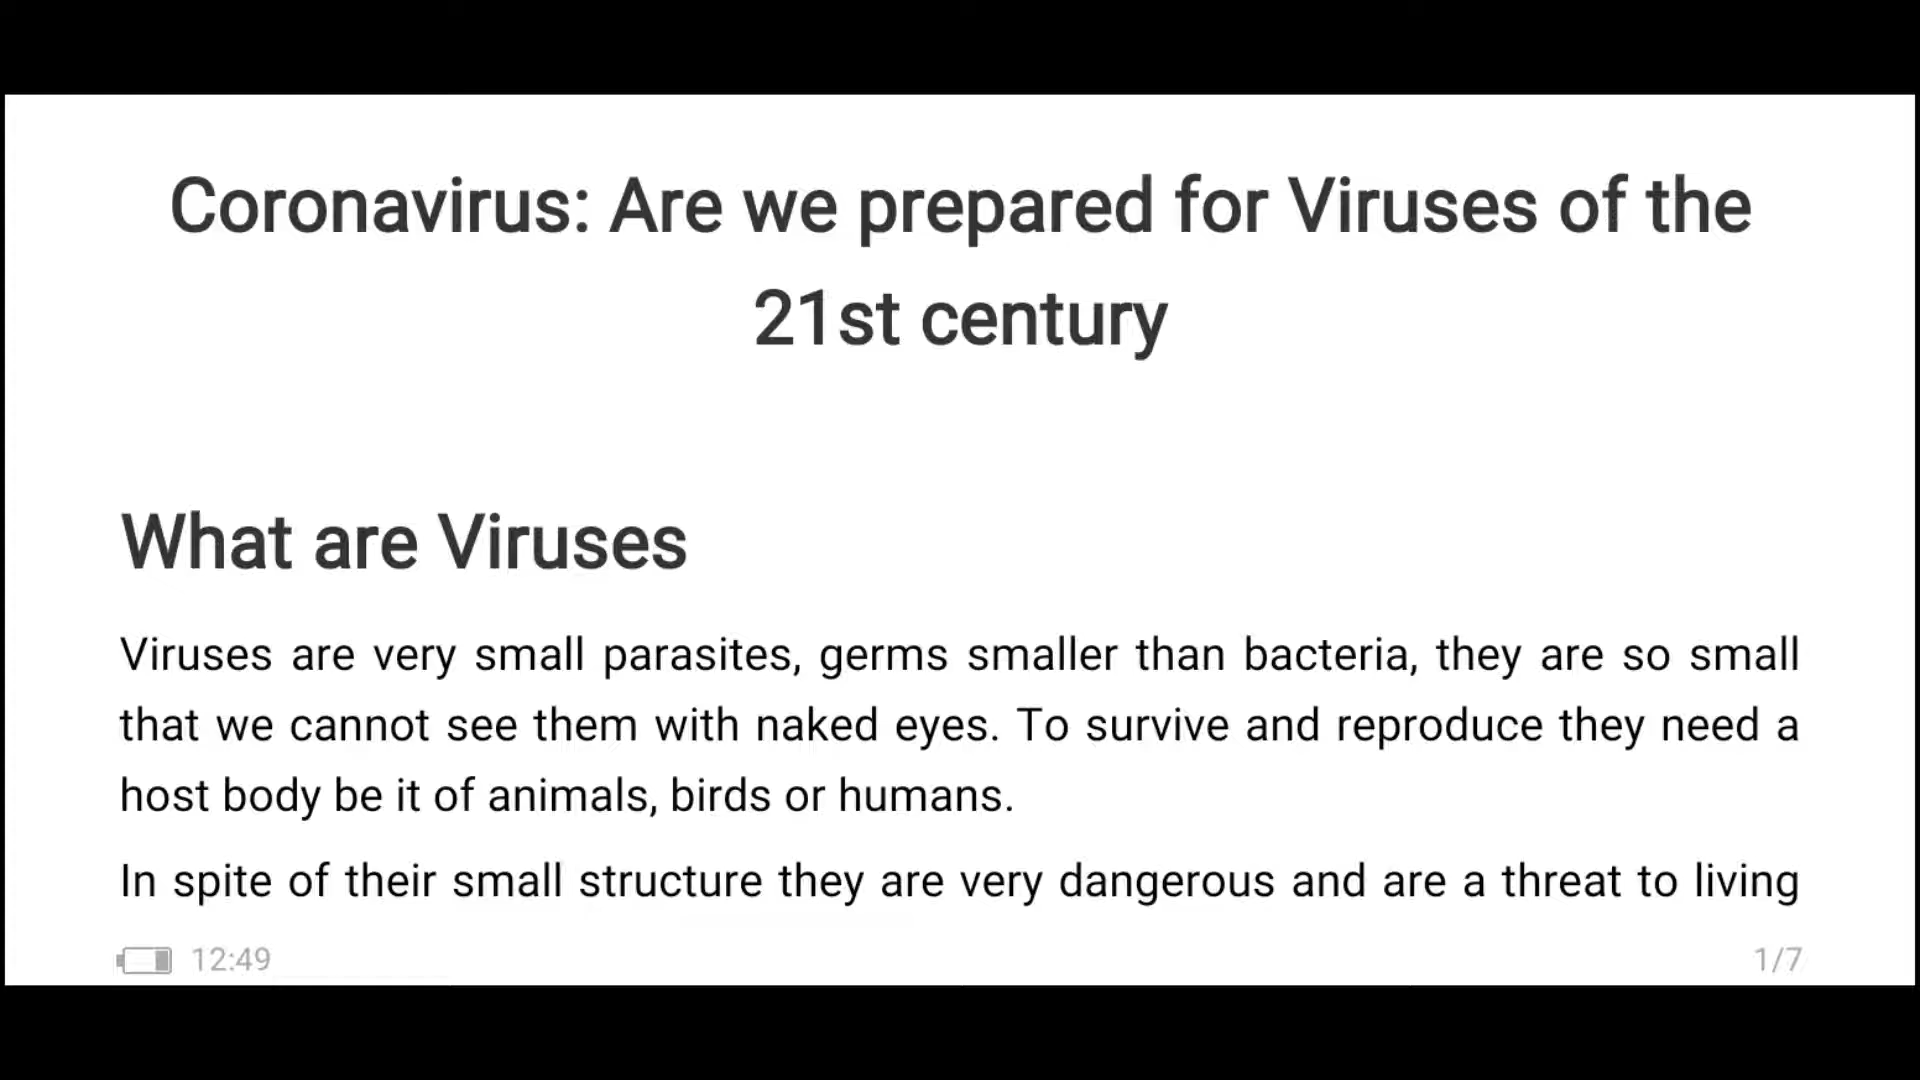 Coronavirus: Are we prepared for Viruses of the
21st century
What are Viruses
Viruses are very small parasites, germs smaller than bacteria, they are so small
that we cannot see them with naked eyes. To survive and reproduce they need a
host body be it of animals, birds or humans.
In spite of their small structure they are very dangerous and are a threat to living
12:49
1/7